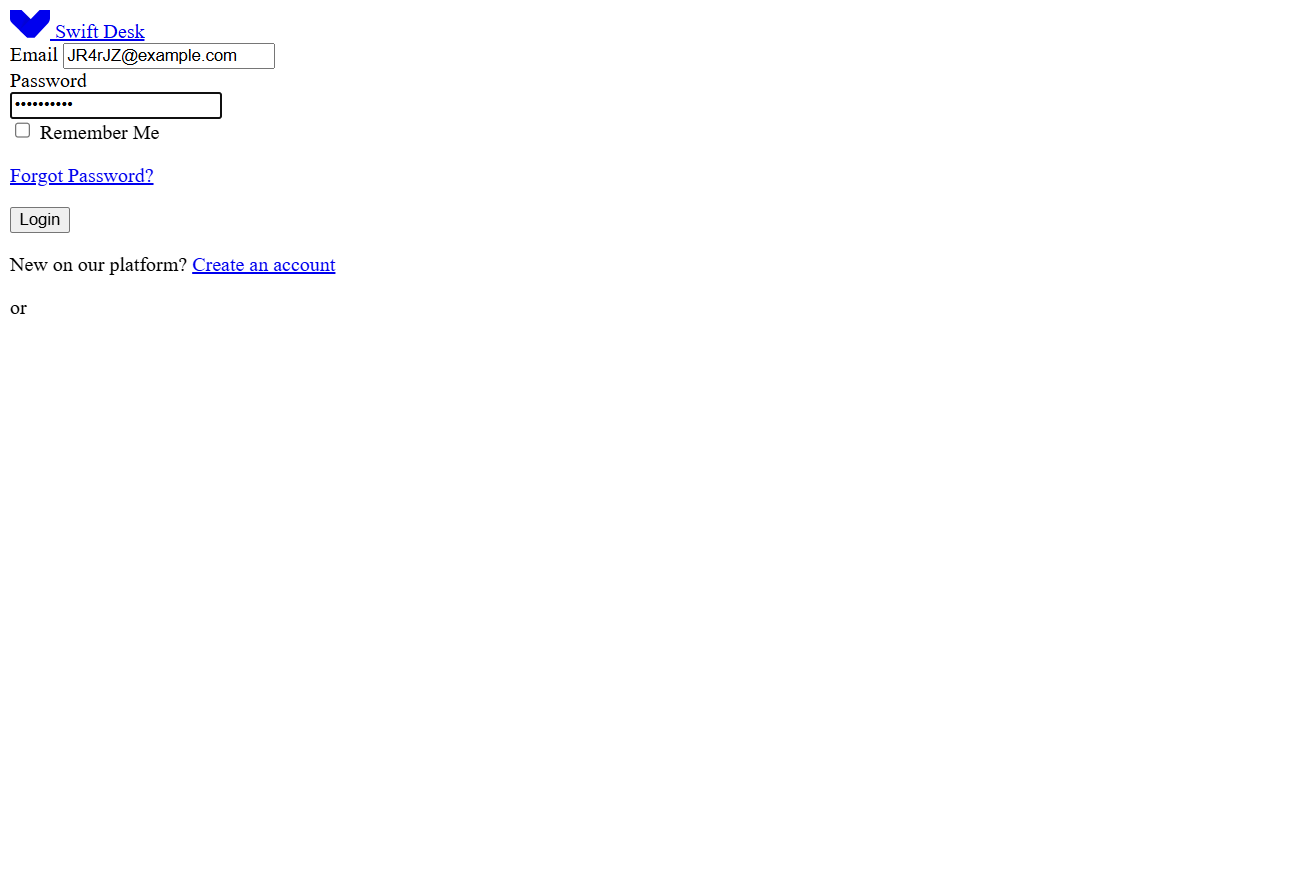 Swift Desk
Email JR4rJZ@example.com
Password
••••••••••
Remember Me
Forgot Password?
Login
New on our platform? Create an account
or